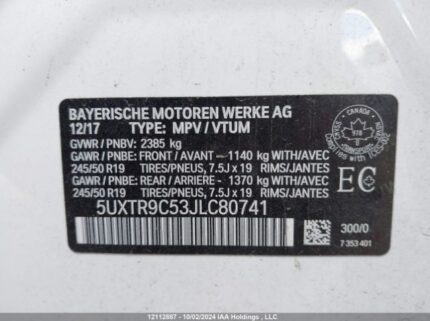 BAYERISCHE MOTOREN WERKE AG
12/17 TYPE: MPV / VTUM
GVWR / PNBV: 2385 kg
GAWR / PNBE: FRONT / AVANT - 1140 kg WITH/AVEC
245/50 R19 TIRES/PNEUS, 7.5J x 19 RIMS/JANTES
GAWR / PNBE: REAR / ARRIERE - 1370 kg WITH/AVEC
245/50 R19 TIRES/PNEUS, 7.5J x 19 RIMS/JANTES
5UXTR9C53JLC80741
CANADA
978
EC
300/0
7 353 401
12112887 - 10/02/2024 IAA Holdings, LLC